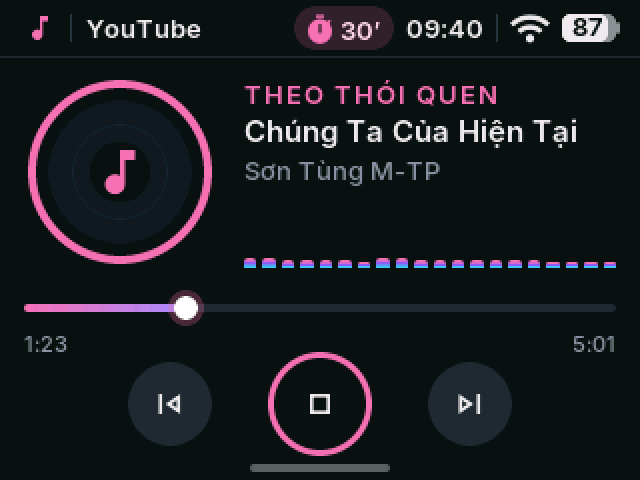 YouTube
30′
09:40
87
THEO THÓI QUEN
Chúng Ta Của Hiện Tại
Sơn Tùng M-TP
1:23
5:01